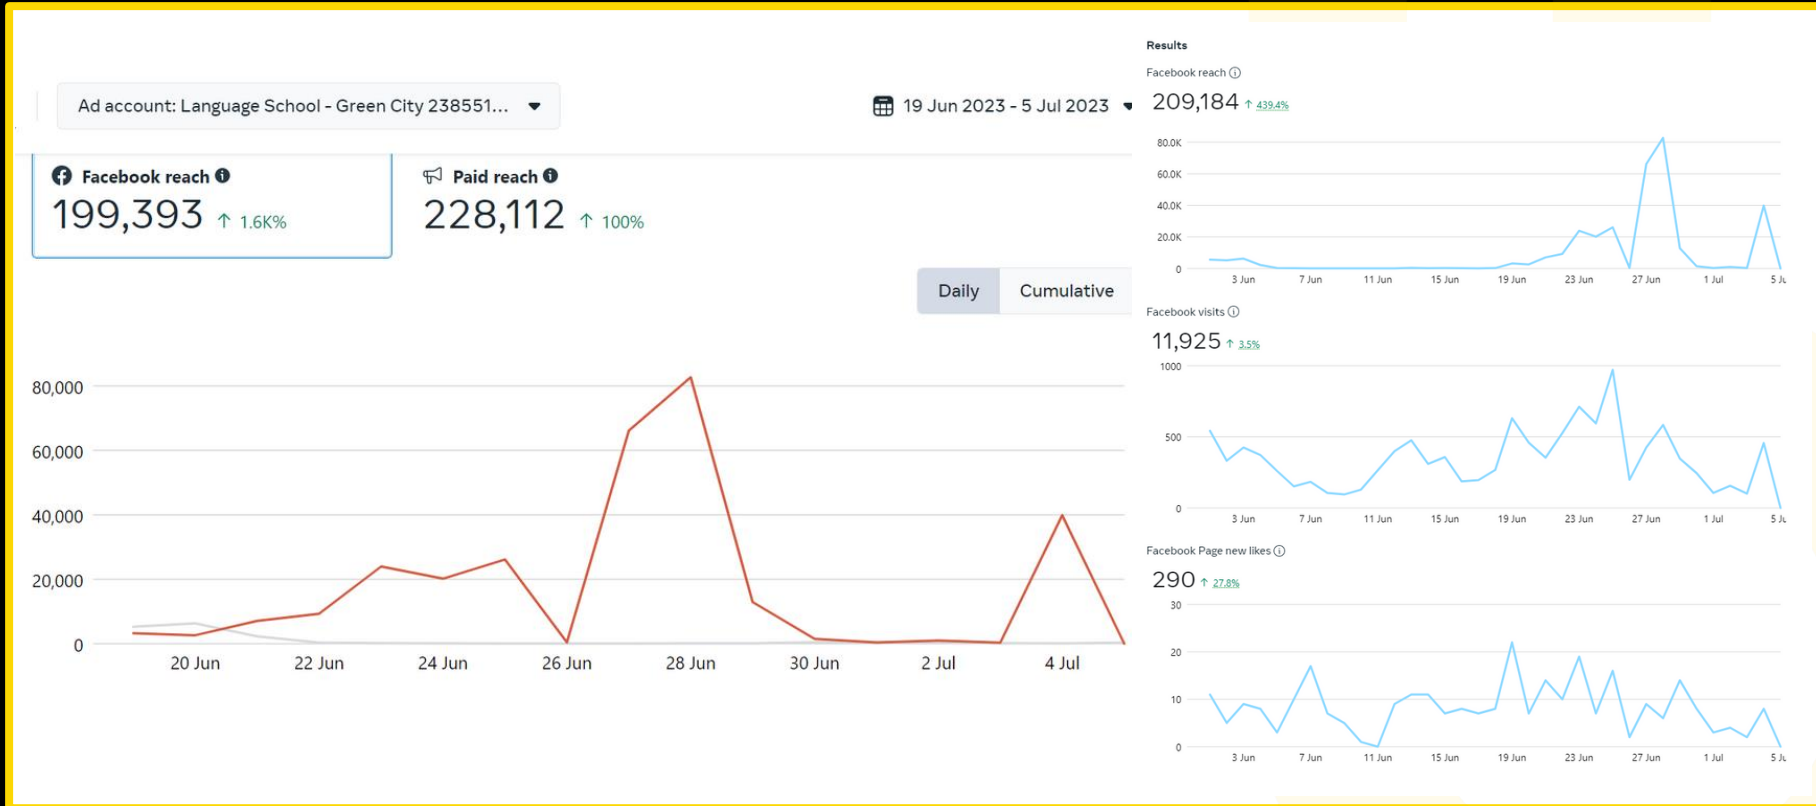 Ad account: Language School - Green City 238551...
19 Jun 2023 - 5 Jul 2023
Facebook reach
199,393 ↑ 1.6K%
Paid reach
228,112 ↑ 100%
Daily Cumulative
80,000
60,000
40,000
20,000
0
20 Jun 22 Jun 24 Jun 26 Jun 28 Jun 30 Jun 2 Jul 4 Jul
Results
Facebook reach
209,184 ↑ 439.4%
80.0K
60.0K
40.0K
20.0K
0
3 Jun 7 Jun 11 Jun 15 Jun 19 Jun 23 Jun 27 Jun 1 Jul 5
Facebook visits
11,925 ↑ 3.5%
1000
500
0
3 Jun 7 Jun 11 Jun 15 Jun 19 Jun 23 Jun 27 Jun 1 Jul 5
Facebook Page new likes
290 ↑ 27.8%
30
20
10
0
3 Jun 7 Jun 11 Jun 15 Jun 19 Jun 23 Jun 27 Jun 1 Jul 5